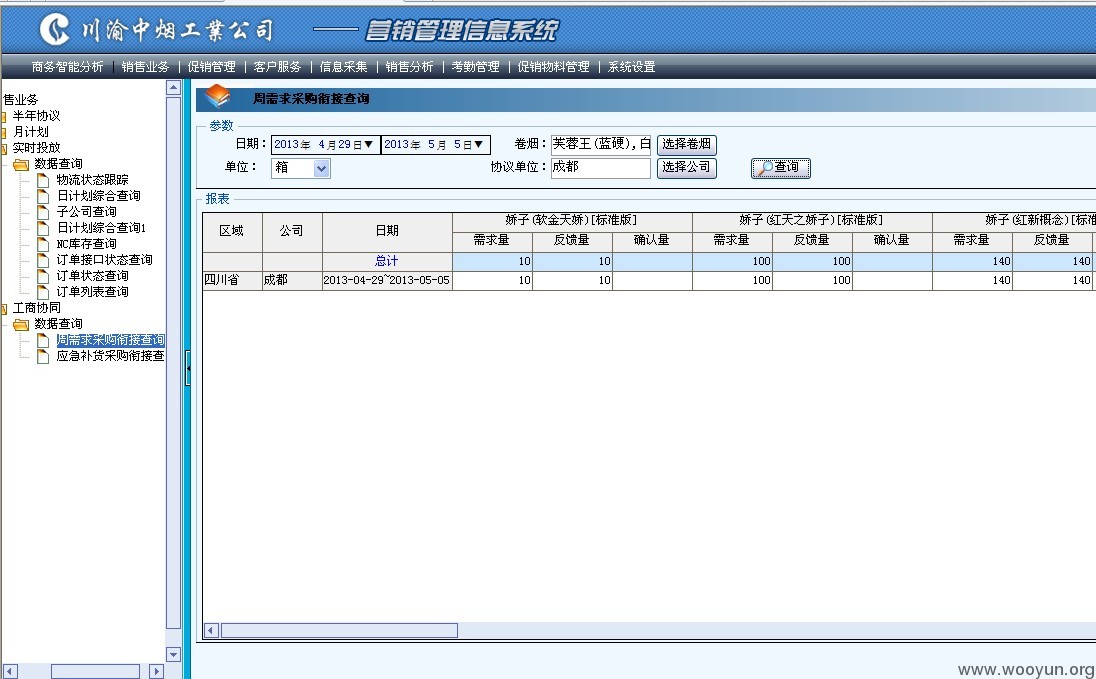 川渝中烟工業公司 —— 营销管理信息系统
商务智能分析 | 销售业务 | 促销管理 | 客户服务 | 信息采集 | 销售分析 | 考勤管理 | 促销物料管理 | 系统设置
售业务
半年协议
月计划
实时投放
数据查询
物流状态跟踪
日计划综合查询
子公司查询
日计划综合查询1
NC库存查询
订单接口状态查询
订单状态查询
订单列表查询
工商协同
数据查询
周需求采购衔接查询
应急补货采购衔接查
周需求采购衔接查询
参数
日期: 2013年 4月29日 2013年 5月 5日 卷烟: 芙蓉王(蓝硬),白 选择卷烟
单位: 箱 协议单位: 成都 选择公司 查询
报表
区域 公司 日期 娇子(软金天娇)[标准版] 娇子(红天之娇子)[标准版] 娇子(红新概念)[标准
需求量 反馈量 确认量 需求量 反馈量 确认量 需求量 反馈量
总计 10 10 100 100 140 140
四川省 成都 2013-04-29~2013-05-05 10 10 100 100 140 140
www.wooyun.org